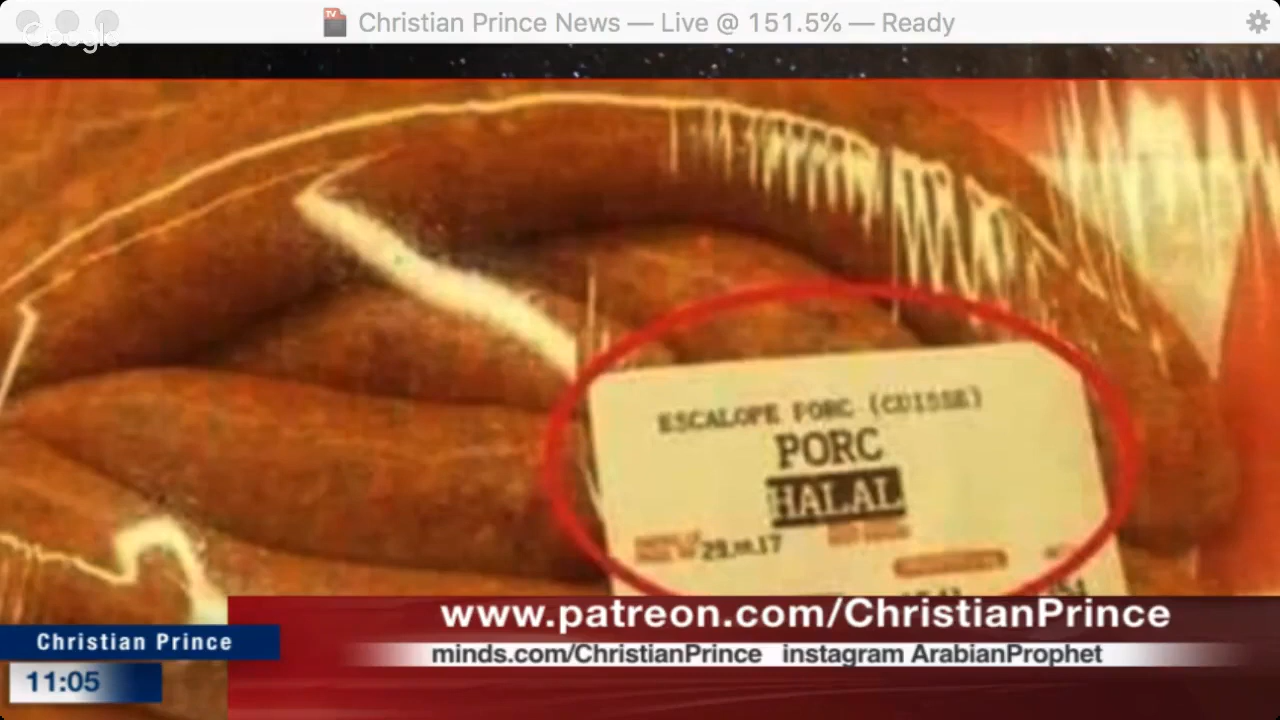 Christian Prince News — Live @ 151.5% — Ready
Google
ESCALOPE PORC (CUISSE)
PORC
HALAL
29.m.17
www.patreon.com/ChristianPrince
Christian Prince
minds.com/ChristianPrince instagram ArabianProphet
11:05